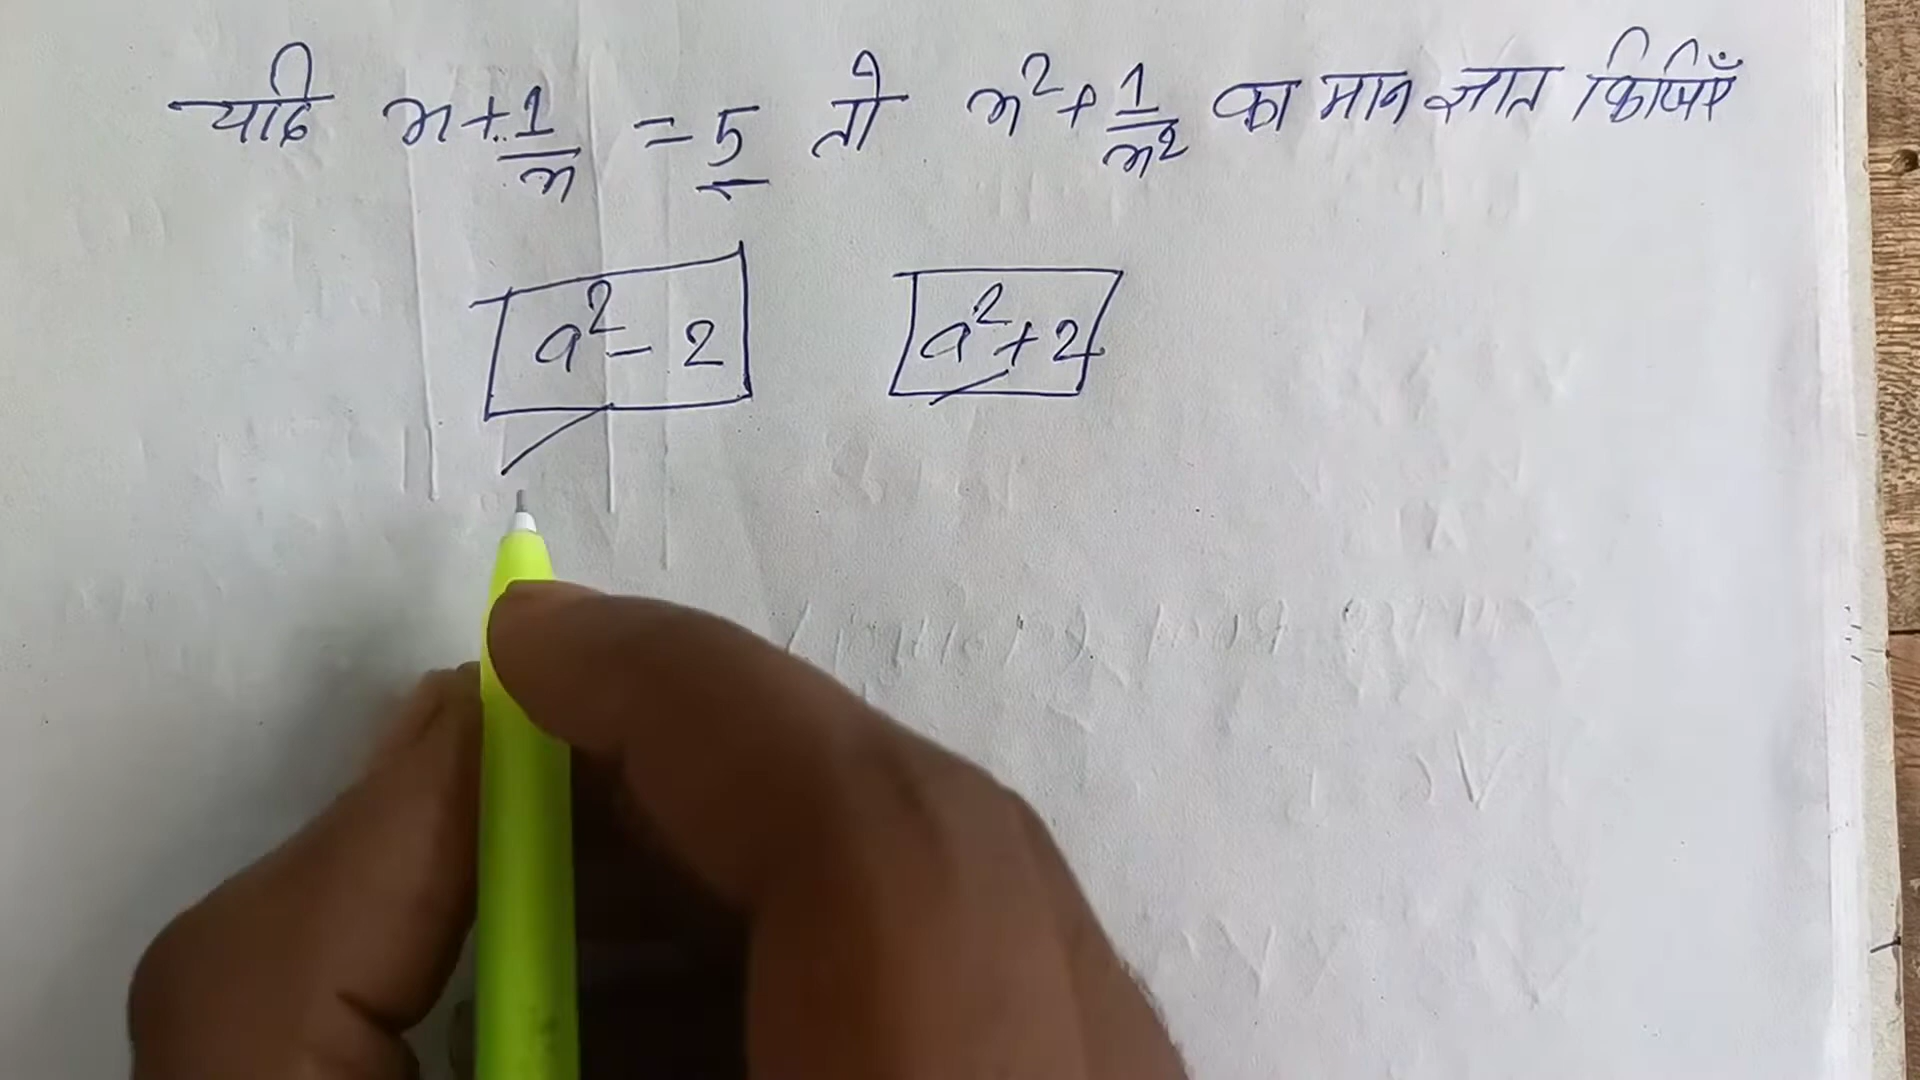 यदि x + 1/x = 5 तो x² + 1/x² का मान ज्ञात किजिएँ
a² - 2 a² + 2